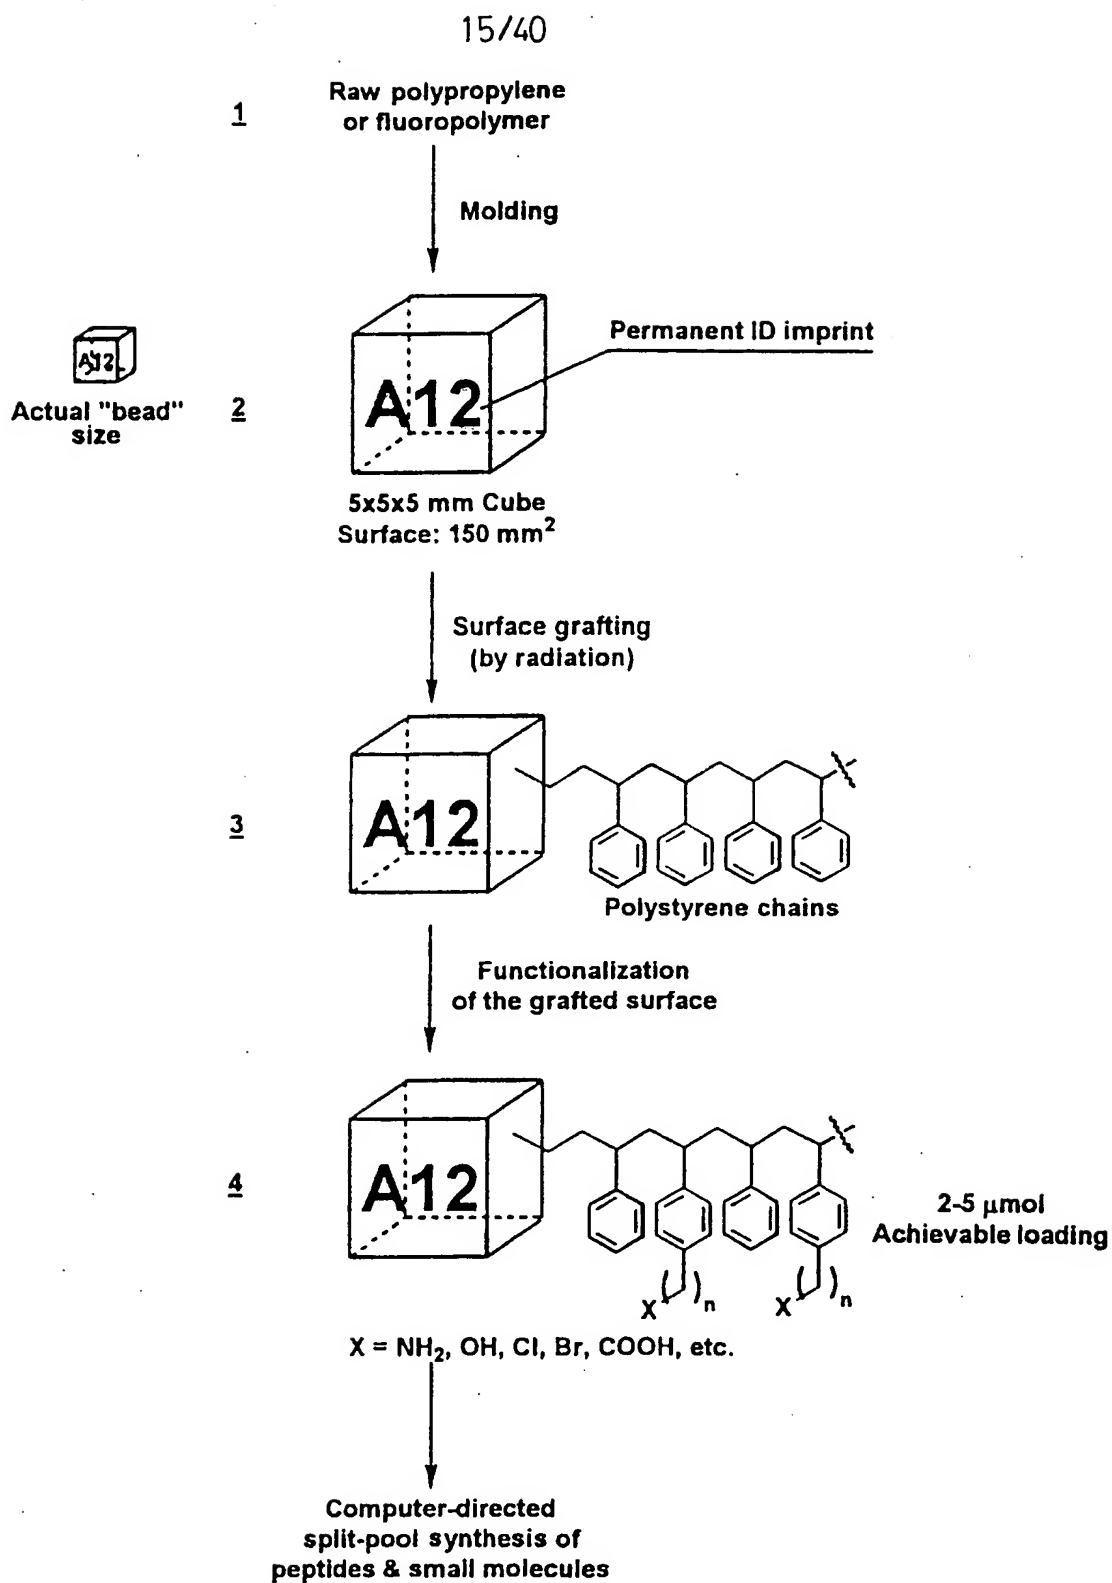 15/40
1
Raw polypropylene
or fluoropolymer
Molding
Permanent ID imprint
A12
Actual "bead"
size
2
A12
5x5x5 mm Cube
Surface: 150 mm2
Surface grafting
(by radiation)
3
A12
Polystyrene chains
Functionalization
of the grafted surface
4
A12
2-5 μmol
Achievable loading
X ( )n X ( )n
X = NH2, OH, Cl, Br, COOH, etc.
Computer-directed
split-pool synthesis of
peptides & small molecules